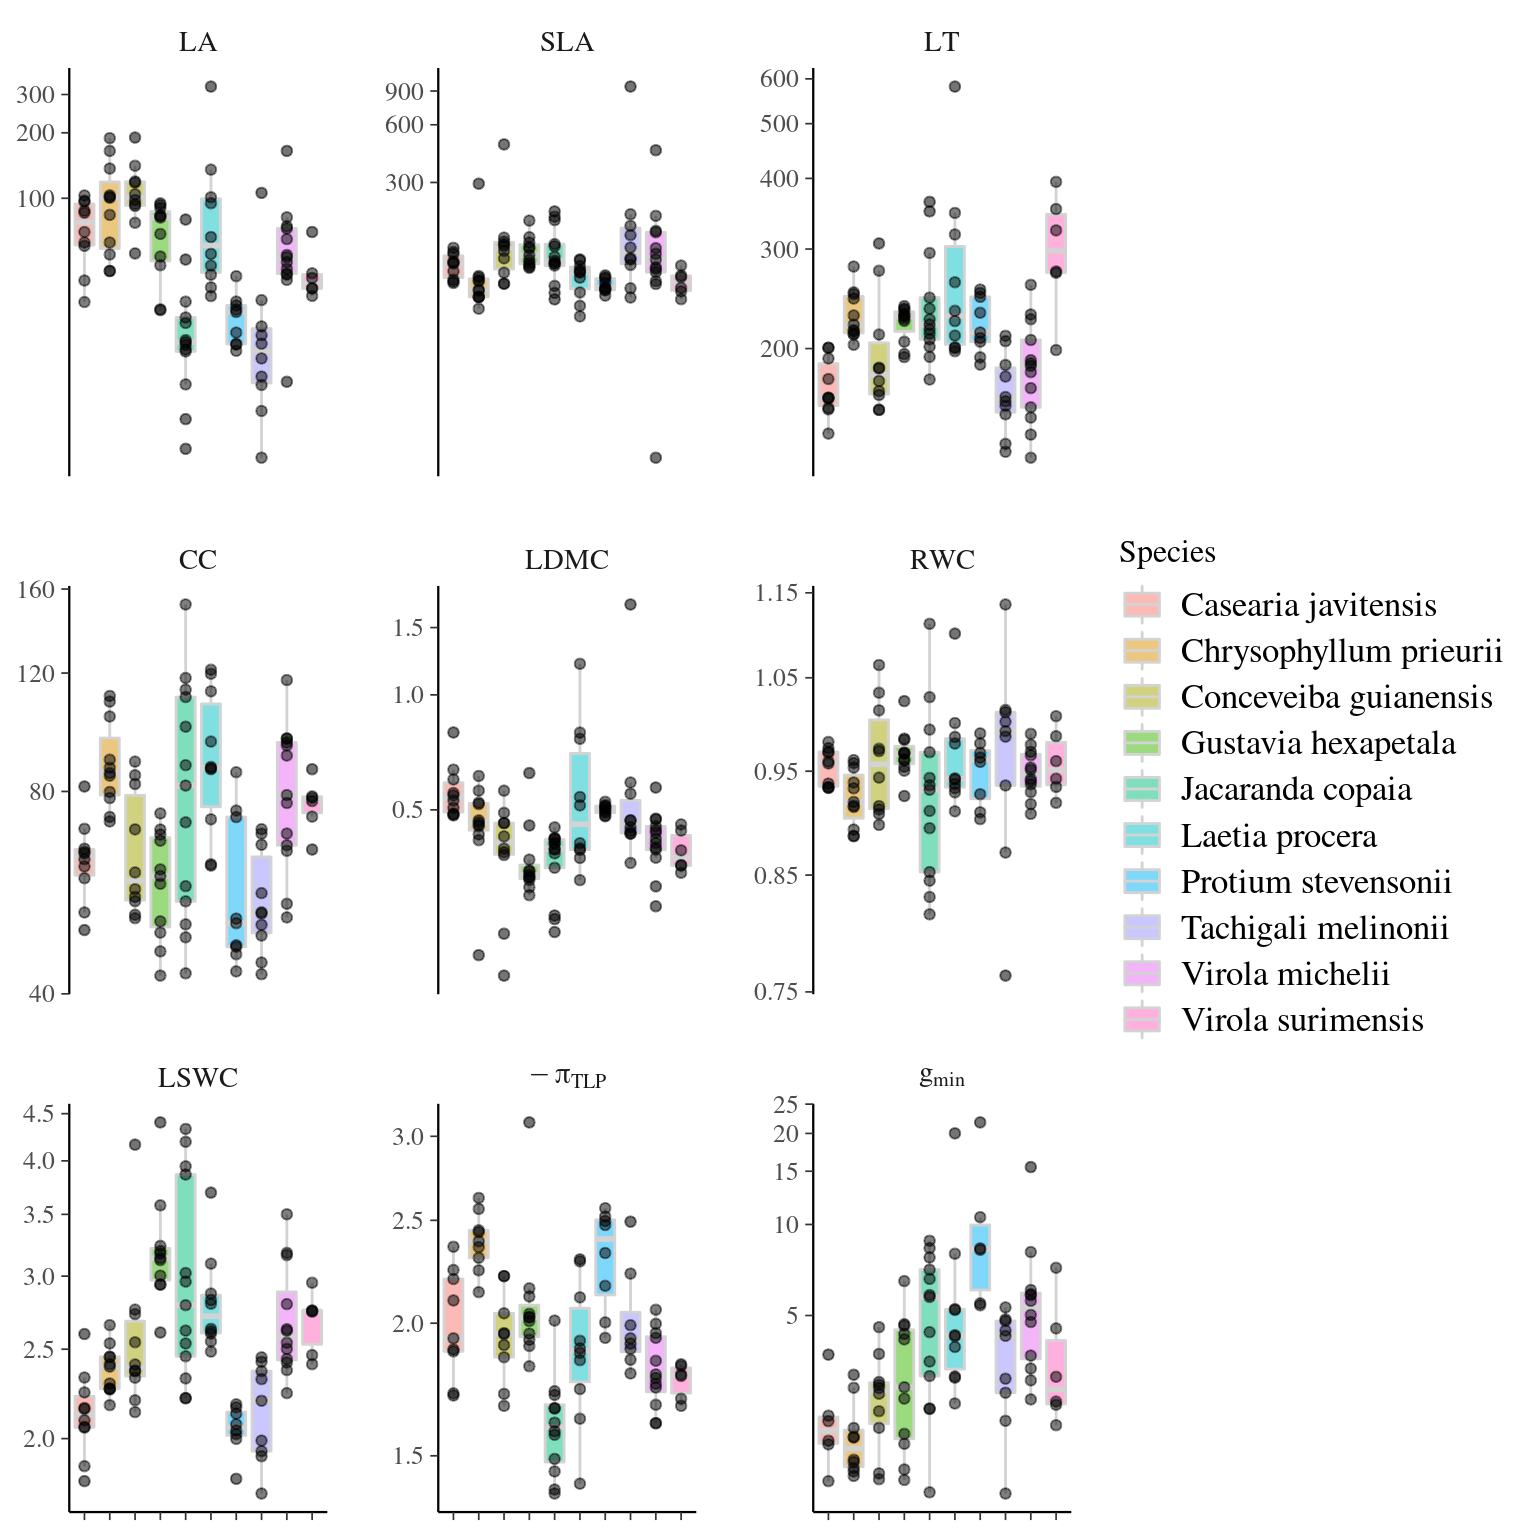 LA
SLA
LT
300
200
100
900
600
300
600
500
400
300
200
CC
LDMC
RWC
160
120
80
40
1.5
1.0
0.5
1.15
1.05
0.95
0.85
0.75
Species
Casearia javitensis
Chrysophyllum prieurii
Conceveiba guianensis
Gustavia hexapetala
Jacaranda copaia
Laetia procera
Protium stevensonii
Tachigali melinonii
Virola michelii
Virola surimensis
LSWC
− πTLP
gmin
4.5
4.0
3.5
3.0
2.5
2.0
3.0
2.5
2.0
1.5
25
20
15
10
5